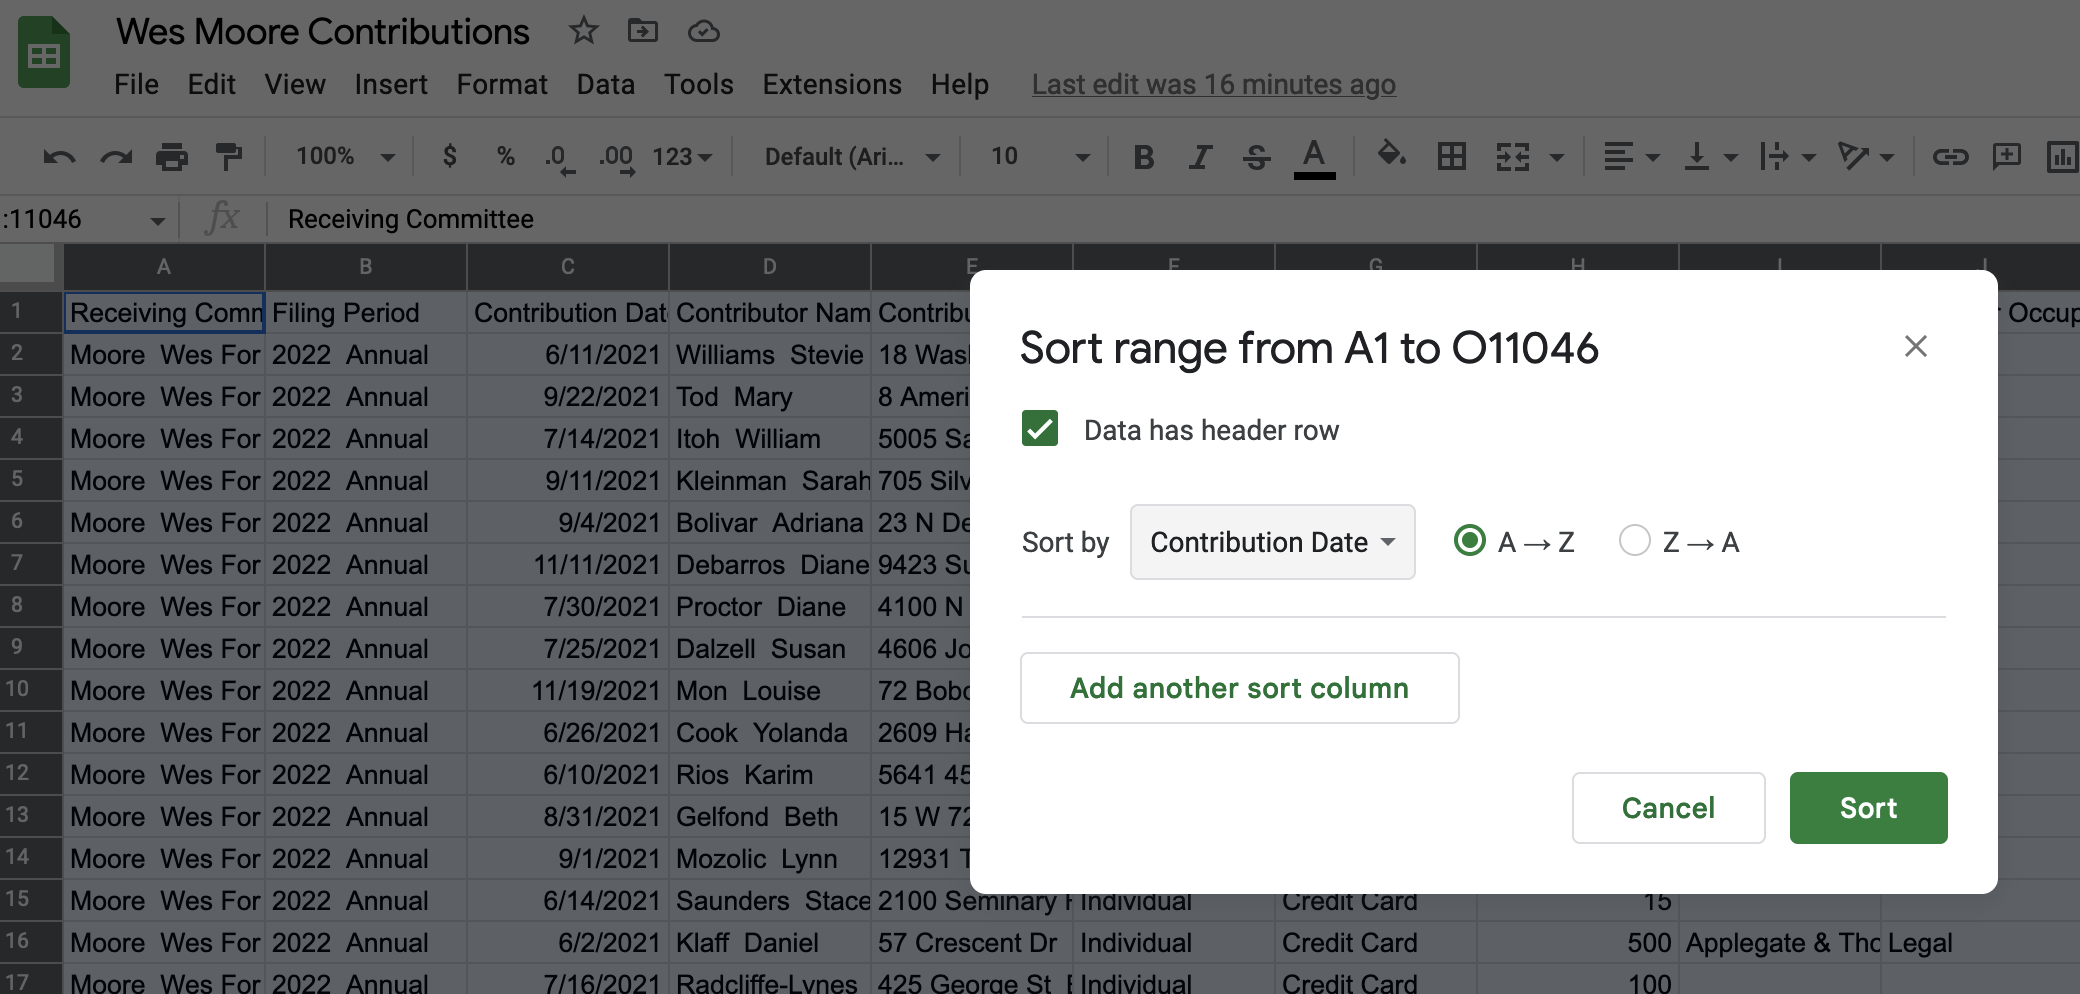 Wes Moore Contributions
File Edit View Insert Format Data Tools Extensions Help Last edit was 16 minutes ago
100% $ % .0 .00 123 Default (Ari... 10 B I S A
:11046 fx Receiving Committee
A B C D E F G H I J
1 Receiving Comm Filing Period Contribution Dat Contributor Nam Contribu Occup
2 Moore Wes For 2022 Annual 6/11/2021 Williams Stevie 18 Was
3 Moore Wes For 2022 Annual 9/22/2021 Tod Mary 8 Ameri
4 Moore Wes For 2022 Annual 7/14/2021 Itoh William 5005 Sa
5 Moore Wes For 2022 Annual 9/11/2021 Kleinman Sarah 705 Silv
6 Moore Wes For 2022 Annual 9/4/2021 Bolivar Adriana 23 N De
7 Moore Wes For 2022 Annual 11/11/2021 Debarros Diane 9423 Su
8 Moore Wes For 2022 Annual 7/30/2021 Proctor Diane 4100 N
9 Moore Wes For 2022 Annual 7/25/2021 Dalzell Susan 4606 Jo
10 Moore Wes For 2022 Annual 11/19/2021 Mon Louise 72 Bobo
11 Moore Wes For 2022 Annual 6/26/2021 Cook Yolanda 2609 Ha
12 Moore Wes For 2022 Annual 6/10/2021 Rios Karim 5641 45
13 Moore Wes For 2022 Annual 8/31/2021 Gelfond Beth 15 W 72
14 Moore Wes For 2022 Annual 9/1/2021 Mozolic Lynn 12931 T
15 Moore Wes For 2022 Annual 6/14/2021 Saunders Stace 2100 Seminary Individual Credit Card 15
16 Moore Wes For 2022 Annual 6/2/2021 Klaff Daniel 57 Crescent Dr Individual Credit Card 500 Applegate & Tho Legal
17 Moore Wes For 2022 Annual 7/16/2021 Radcliffe-Lynes 425 George St Individual Credit Card 100
Sort range from A1 to O11046
Data has header row
Sort by Contribution Date A → Z Z → A
Add another sort column
Cancel Sort